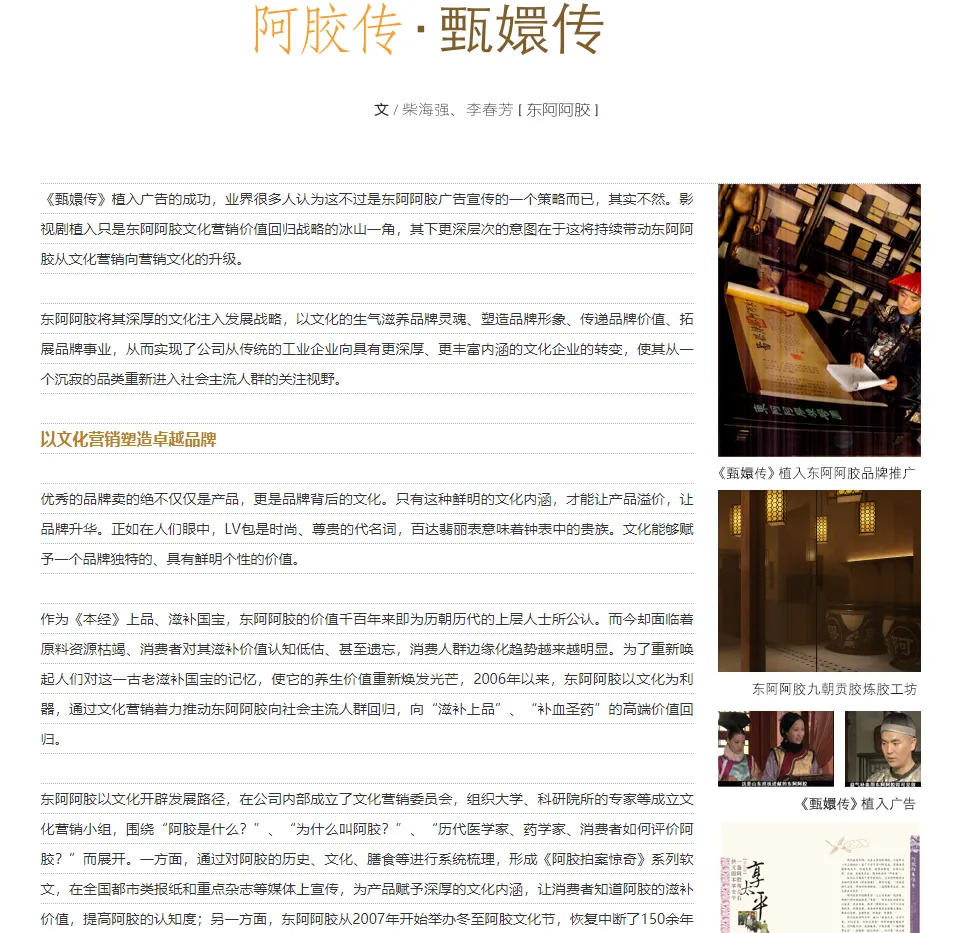 阿胶传·甄嬛传
文 / 柴海强、李春芳 [ 东阿阿胶 ]
《甄嬛传》植入广告的成功，业界很多人认为这不过是东阿阿胶广告宣传的一个策略而已，其实不然。影
视剧植入只是东阿阿胶文化营销价值回归战略的冰山一角，其下更深层次的意图在于这将持续带动东阿阿
胶从文化营销向营销文化的升级。
东阿阿胶将其深厚的文化注入发展战略，以文化的生气滋养品牌灵魂、塑造品牌形象、传递品牌价值、拓
展品牌事业，从而实现了公司从传统的工业企业向具有更深厚、更丰富内涵的文化企业的转变，使其从一
个沉寂的品类重新进入社会主流人群的关注视野。
以文化营销塑造卓越品牌
优秀的品牌卖的绝不仅仅是产品，更是品牌背后的文化。只有这种鲜明的文化内涵，才能让产品溢价，让
品牌升华。正如在人们眼中，LV包是时尚、尊贵的代名词，百达翡丽表意味着钟表中的贵族。文化能够赋
予一个品牌独特的、具有鲜明个性的价值。
作为《本经》上品、滋补国宝，东阿阿胶的价值千百年来即为历朝历代的上层人士所公认。而今却面临着
原料资源枯竭、消费者对其滋补价值认知低估、甚至遗忘，消费人群边缘化趋势越来越明显。为了重新唤
起人们对这一古老滋补国宝的记忆，使它的养生价值重新焕发光芒，2006年以来，东阿阿胶以文化为利
器，通过文化营销着力推动东阿阿胶向社会主流人群回归，向“滋补上品”、“补血圣药”的高端价值回
归。
东阿阿胶以文化开辟发展路径，在公司内部成立了文化营销委员会，组织大学、科研院所的专家等成立文
化营销小组，围绕“阿胶是什么？”、“为什么叫阿胶？”、“历代医学家、药学家、消费者如何评价阿
胶？”而展开。一方面，通过对阿胶的历史、文化、膳食等进行系统梳理，形成《阿胶拍案惊奇》系列软
文，在全国都市类报纸和重点杂志等媒体上宣传，为产品赋予深厚的文化内涵，让消费者知道阿胶的滋补
价值，提高阿胶的认知度；另一方面，东阿阿胶从2007年开始举办冬至阿胶文化节，恢复中断了150余年
《甄嬛传》植入东阿阿胶品牌推广
东阿阿胶九朝贡胶炼胶工坊
《甄嬛传》植入广告
享太平